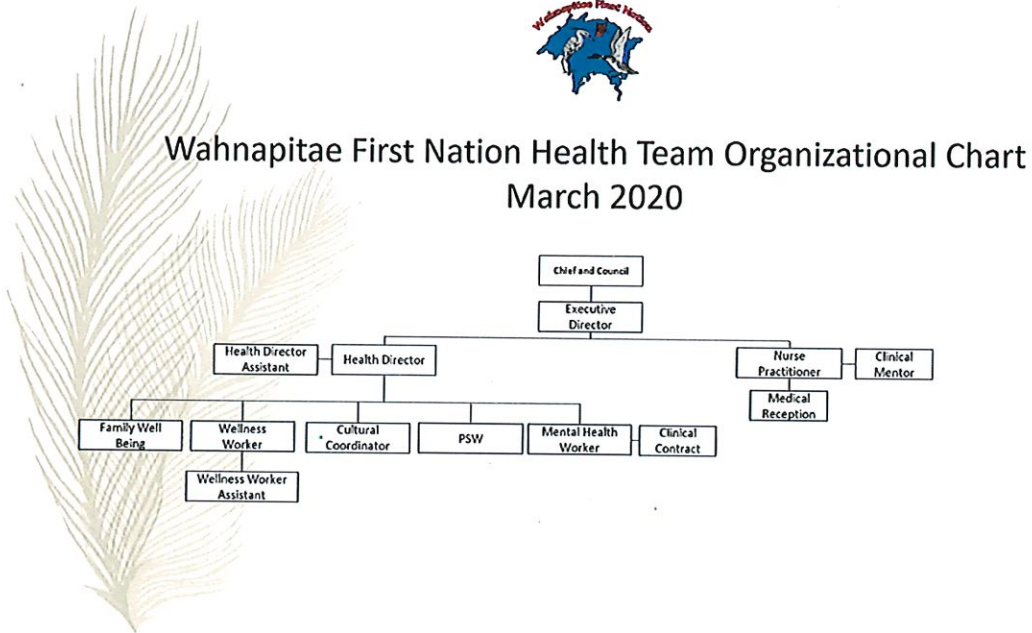 Wahnapitae First Nation
Wahnapitae First Nation Health Team Organizational Chart
March 2020
Chief and Council
Executive
Director
Health Director
Assistant
Health Director
Nurse
Practitioner
Clinical
Mentor
Medical
Reception
Family Well
Being
Wellness
Worker
Cultural
Coordinator
PSW
Mental Health
Worker
Clinical
Contract
Wellness Worker
Assistant